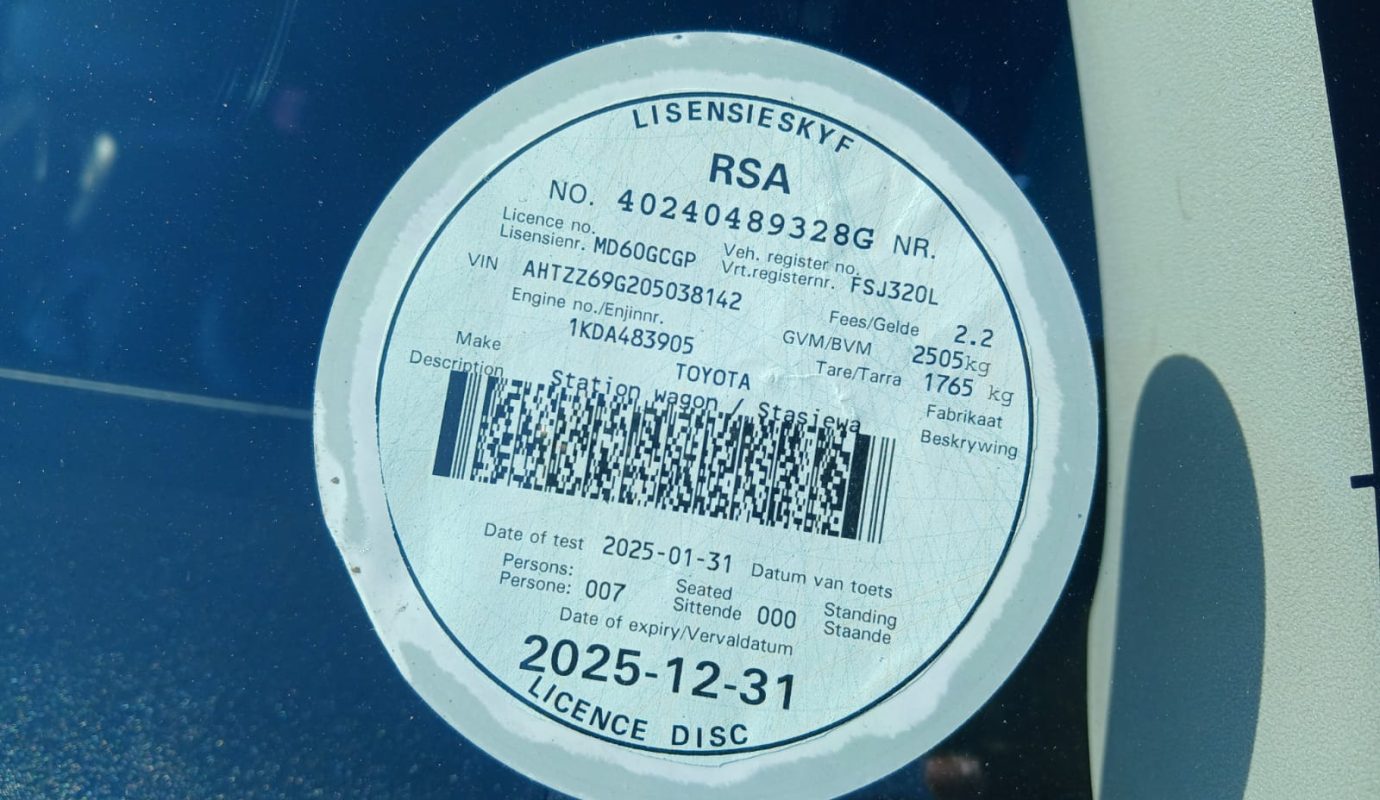 LISENSIESKYF
RSA
NO. 40240489328G NR.
Licence no. Veh. register no.
Lisensienr. MD60GCGP Vrt.registernr. FSJ320L
VIN AHTZZ69G205038142 Fees/Gelde 2.2
Engine no./Enjinnr. GVM/BVM 2505kg
1KDA483905 Tare/Tarra 1765 kg
Make TOYOTA Fabrikaat
Description Station wagon / Stasiewa Beskrywing
Date of test 2025-01-31 Datum van toets
Persons: Seated Standing
Persone: 007 Sittende 000 Staande
Date of expiry/Vervaldatum
2025-12-31
LICENCE DISC